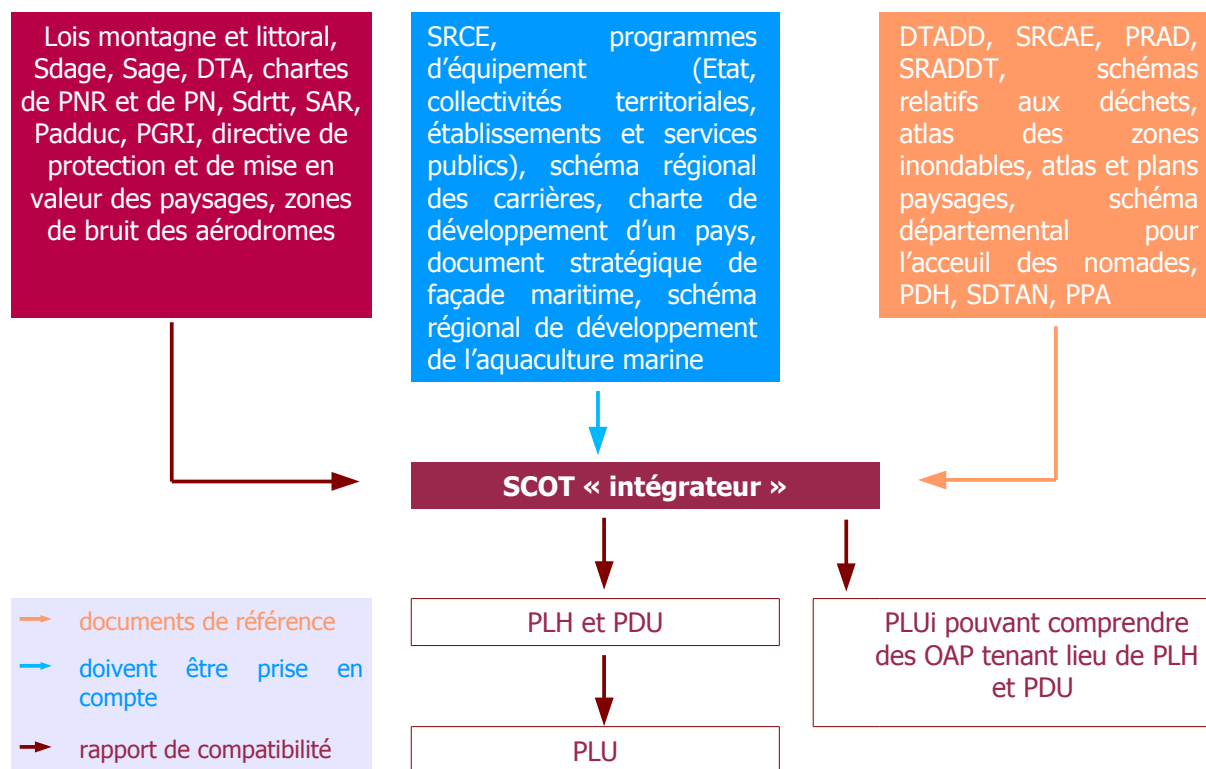 Lois montagne et littoral,
Sdage, Sage, DTA, chartes
de PNR et de PN, Sdrtt, SAR,
Padduc, PGRI, directive de
protection et de mise en
valeur des paysages, zones
de bruit des aérodromes
SRCE, programmes
d’équipement (Etat,
collectivités territoriales,
établissements et services
publics), schéma régional
des carrières, charte de
développement d’un pays,
document stratégique de
façade maritime, schéma
régional de développement
de l’aquaculture marine
DTADD, SRCAE, PRAD,
SRADDT, schémas
relatifs aux déchets,
atlas des zones
inondables, atlas et plans
paysages, schéma
départemental pour
l’acceuil des nomades,
PDH, SDTAN, PPA
SCOT « intégrateur »
documents de référence
doivent être prise en
compte
rapport de compatibilité
PLH et PDU
PLU
PLUi pouvant comprendre
des OAP tenant lieu de PLH
et PDU